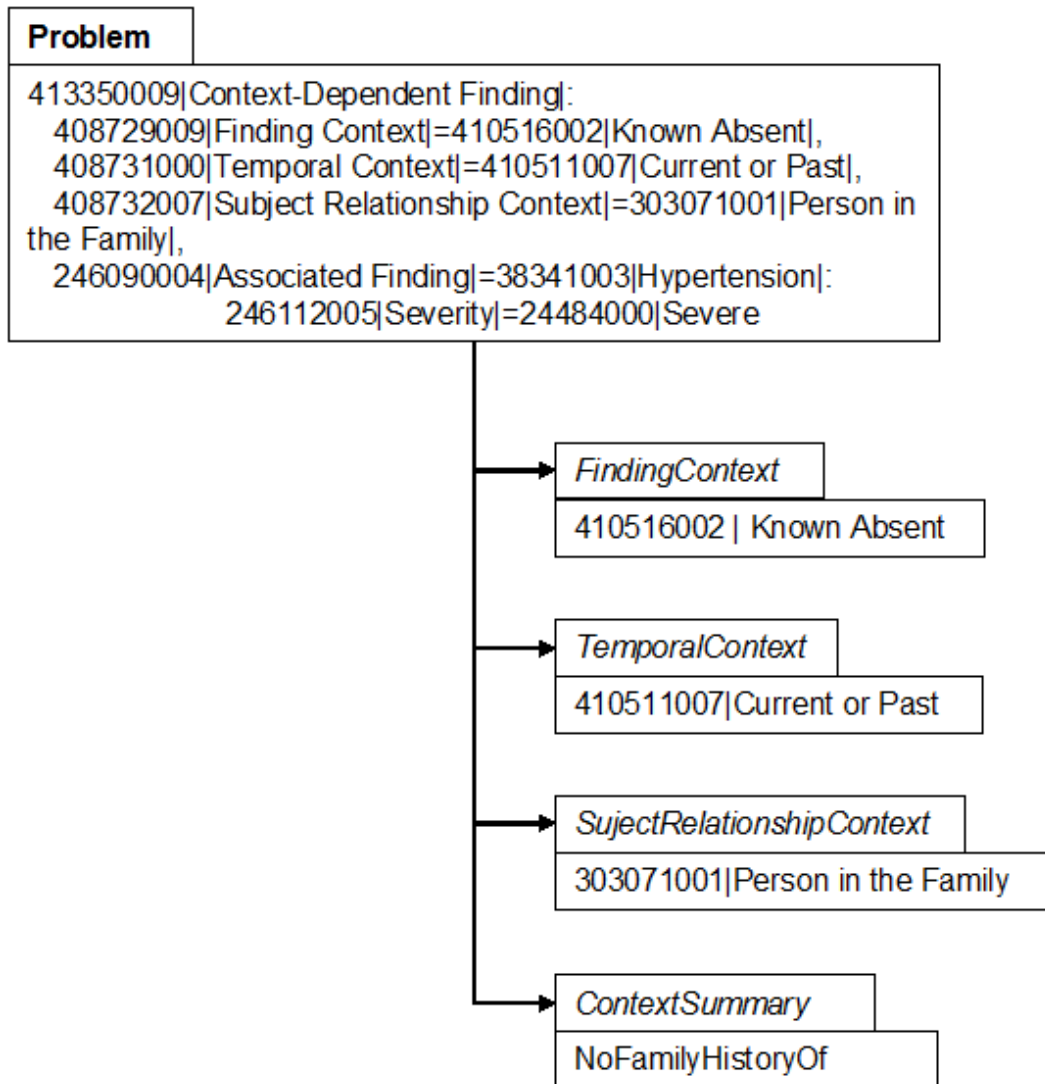 Problem
413350009|Context-Dependent Finding|:
408729009|Finding Context|=410516002|Known Absent|,
408731000|Temporal Context|=410511007|Current or Past|,
408732007|Subject Relationship Context|=303071001|Person in
the Family|,
246090004|Associated Finding|=38341003|Hypertension|:
246112005|Severity|=24484000|Severe
FindingContext
410516002 | Known Absent
TemporalContext
410511007|Current or Past
SujectRelationshipContext
303071001|Person in the Family
ContextSummary
NoFamilyHistoryOf